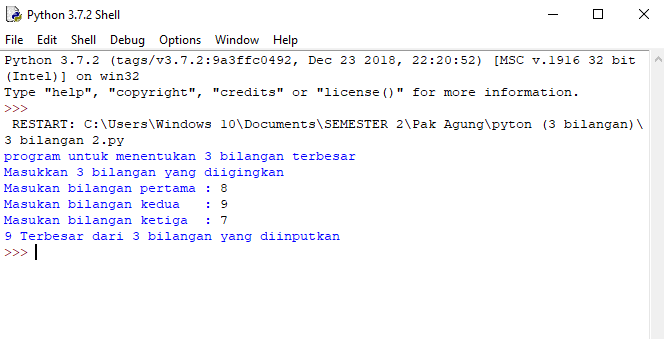 Python 3.7.2 Shell
File Edit Shell Debug Options Window Help
Python 3.7.2 (tags/v3.7.2:9a3ffc0492, Dec 23 2018, 22:20:52) [MSC v.1916 32 bit
(Intel)] on win32
Type "help", "copyright", "credits" or "license()" for more information.
>>>
 RESTART: C:\Users\Windows 10\Documents\SEMESTER 2\Pak Agung\pyton (3 bilangan)\
3 bilangan 2.py
program untuk menentukan 3 bilangan terbesar
Masukkan 3 bilangan yang diigingkan
Masukan bilangan pertama : 8
Masukan bilangan kedua   : 9
Masukan bilangan ketiga  : 7
9 Terbesar dari 3 bilangan yang diinputkan
>>>